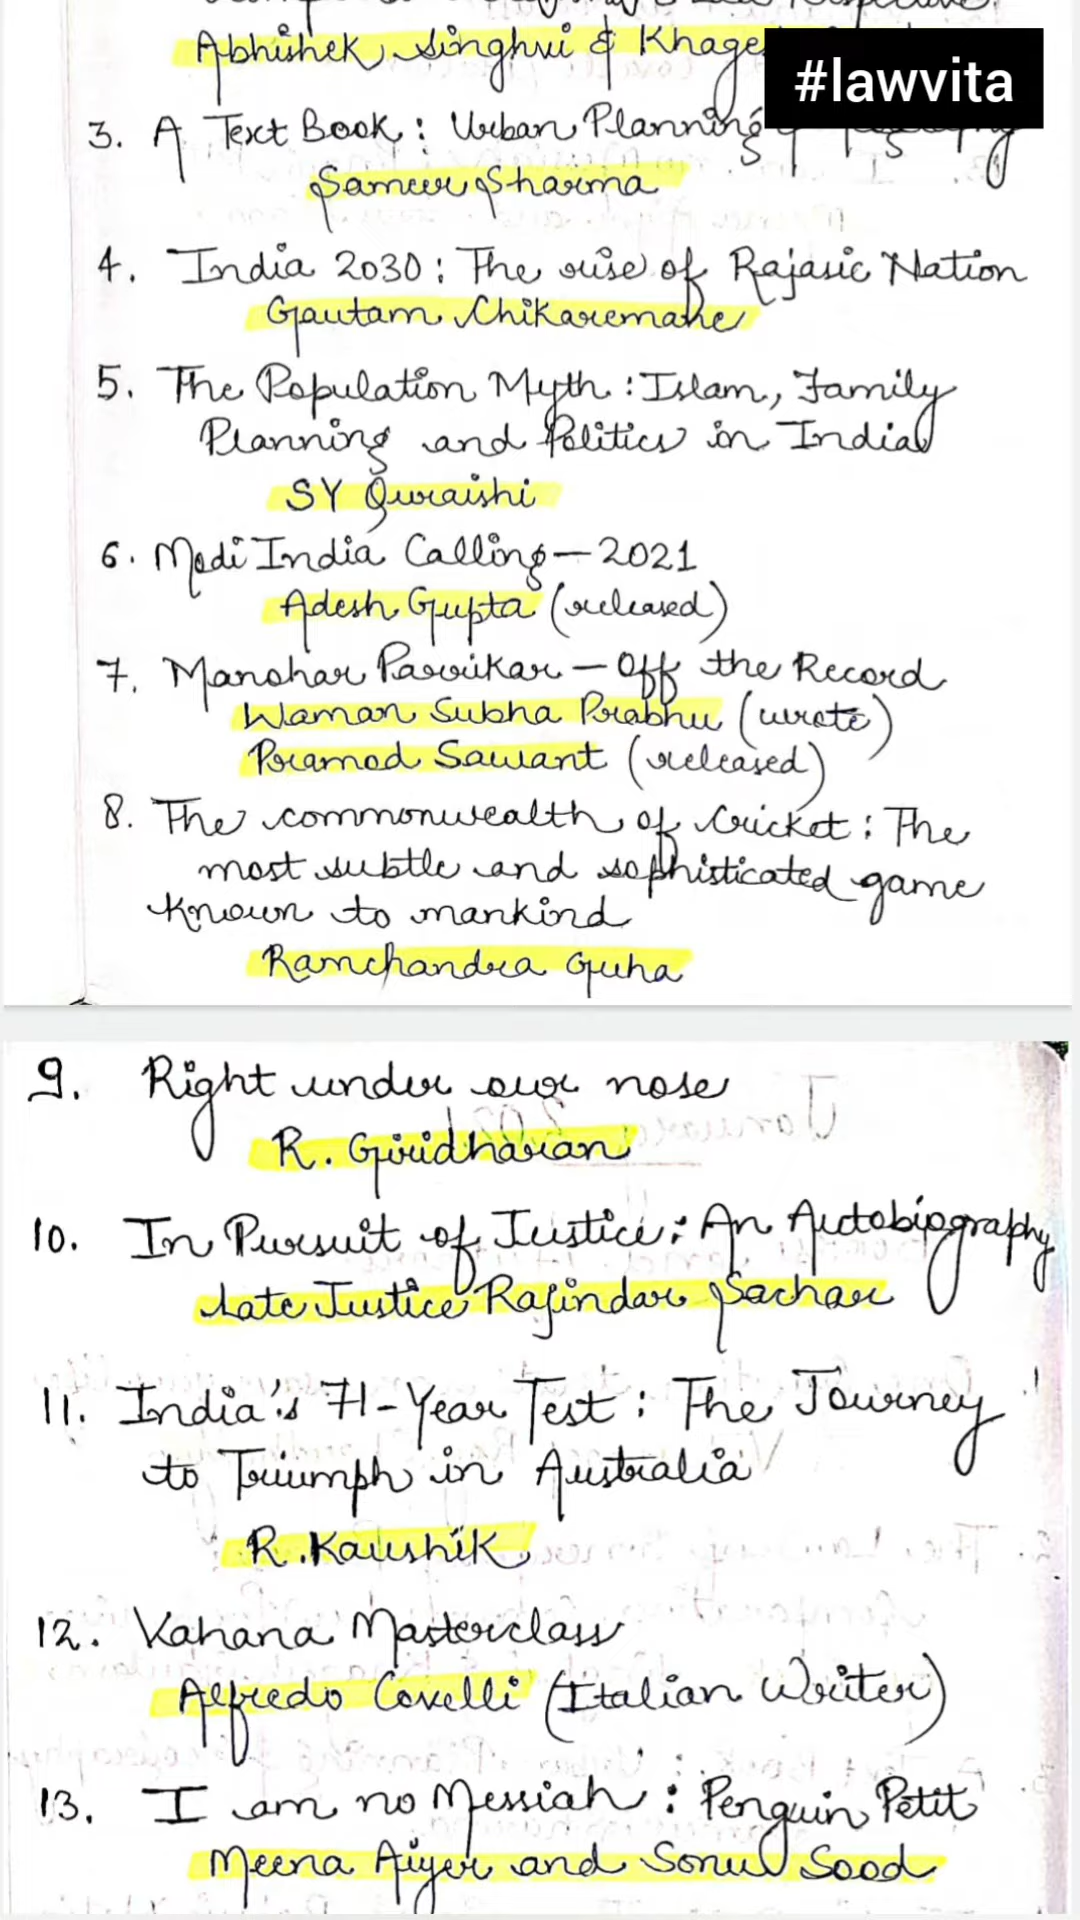 Abhishek Singhvi &
#lawvita
3. A Text Book : Urban Planning
Sameer Sharma
4. India 2030 : The rise of Rajasic Nation
Gautam Chikaremane
5. The Population Myth : Islam, Family
Planning and Politics in India
SY Quraishi
6. Modi India Calling – 2021
Adesh Gupta (released)
7. Manohar Parrikar – Off the Record
Waman Subha Prabhu (wrote)
Pramod Sawant (released)
8. The commonwealth of Cricket : The
most subtle and sophisticated game
known to mankind
Ramchandra Guha
9. Right under our nose
R. Giridharan
10. In Pursuit of Justice : An Autobiography
Late Justice Rajindar Sachar
11. India's 71-Year Test : The Journey
to Triumph in Australia
R. Kaushik
12. Vahana Masterclass
Alfredo Covelli (Italian Writer)
13. I am no Messiah : Penguin Petit
Meena Aiyer and Sonu Sood